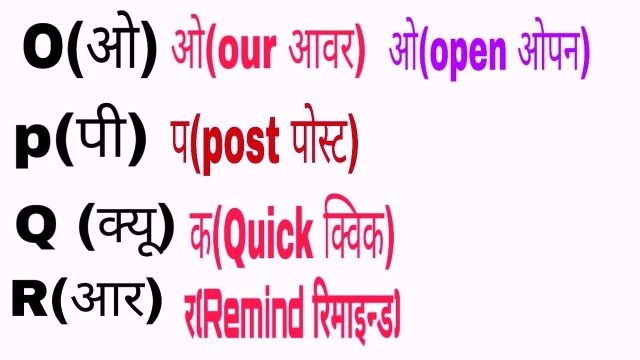 O(ओ) ओ(our आवर) ओ(open ओपन)
p(पी) प(post पोस्ट)
Q (क्यू) क(Quick क्विक)
R(आर) र(Remind रिमाइन्ड)